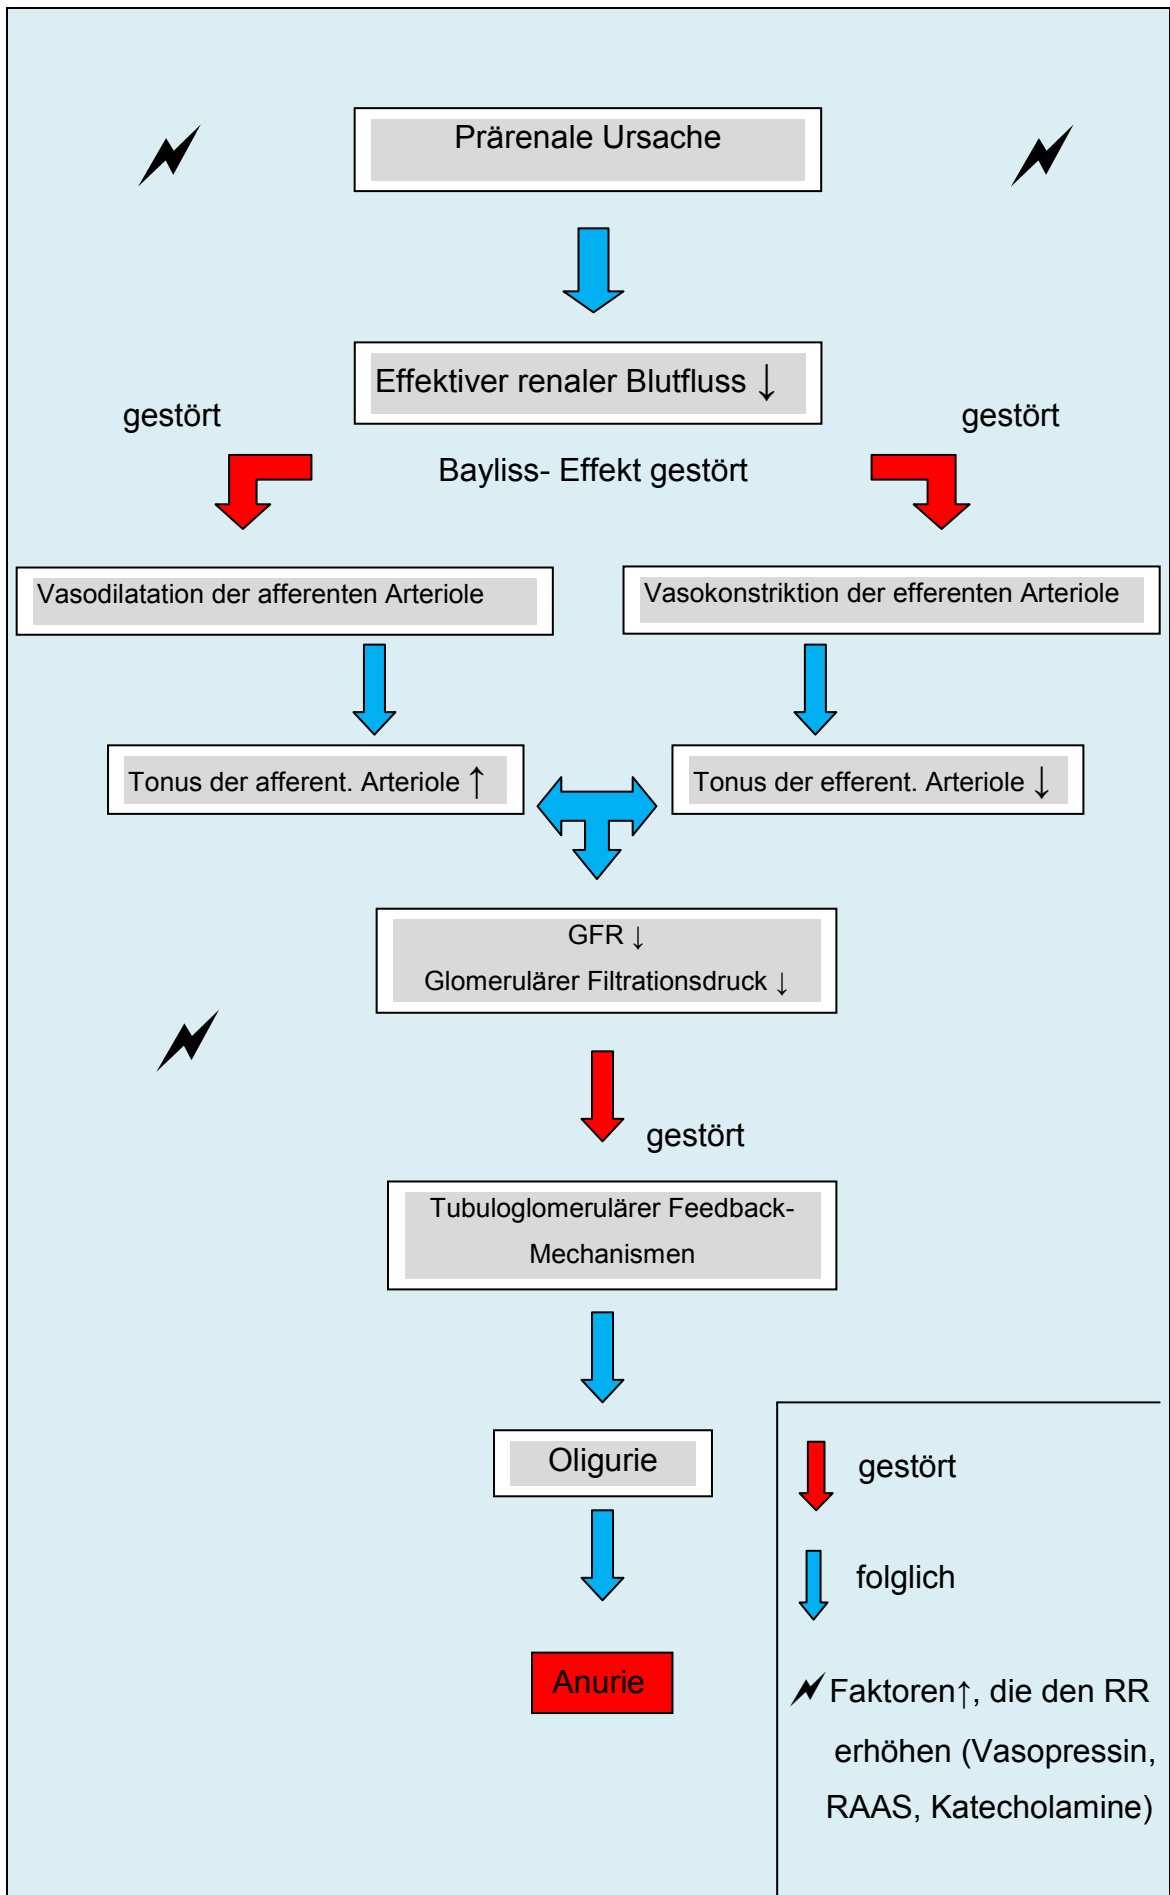 Prärenale Ursache
Effektiver renaler Blutfluss ↓
gestört
gestört
Bayliss- Effekt gestört
Vasodilatation der afferenten Arteriole
Vasokonstriktion der efferenten Arteriole
Tonus der afferent. Arteriole ↑
Tonus der efferent. Arteriole ↓
GFR ↓
Glomerulärer Filtrationsdruck ↓
gestört
Tubuloglomerulärer Feedback-
Mechanismen
Oligurie
Anurie
gestört
folglich
Faktoren↑, die den RR
erhöhen (Vasopressin,
RAAS, Katecholamine)